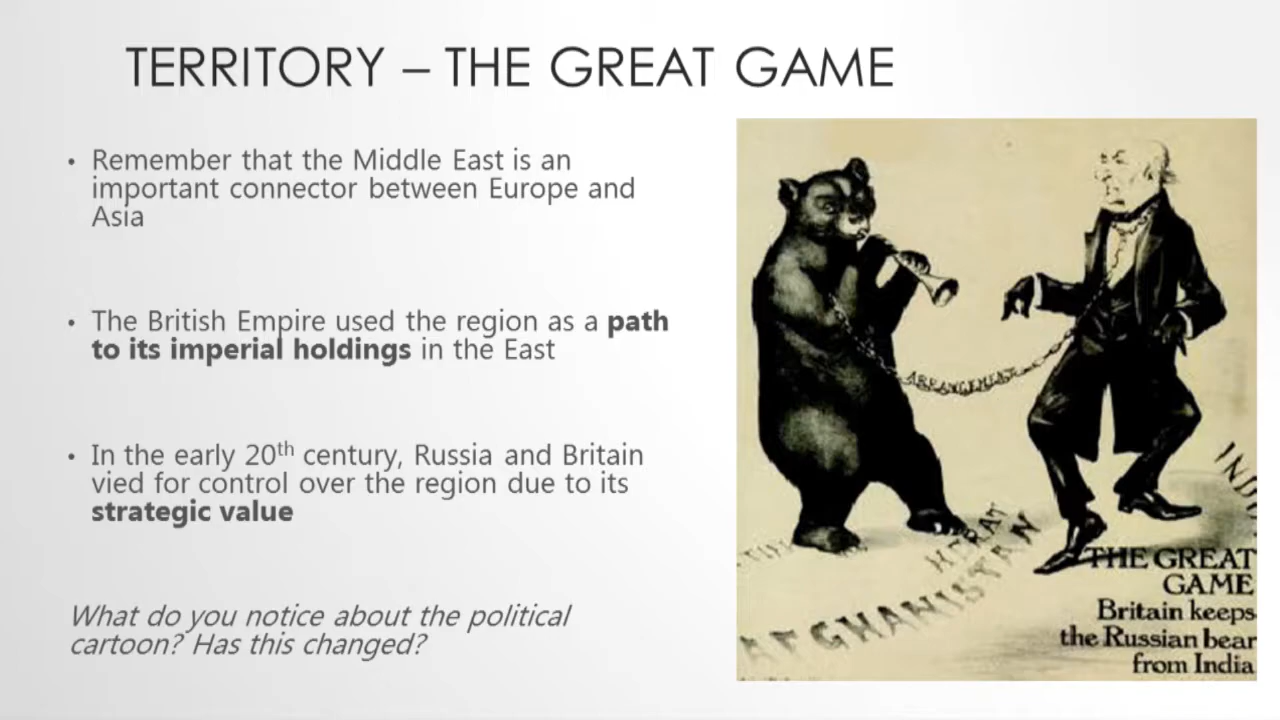 TERRITORY – THE GREAT GAME
• Remember that the Middle East is an
important connector between Europe and
Asia
• The British Empire used the region as a path
to its imperial holdings in the East
• In the early 20th century, Russia and Britain
vied for control over the region due to its
strategic value
What do you notice about the political
cartoon? Has this changed?
ARRANGEMENT
HERAT
AFGHANISTAN
THE GREAT
GAME
Britain keeps
the Russian bear
from India